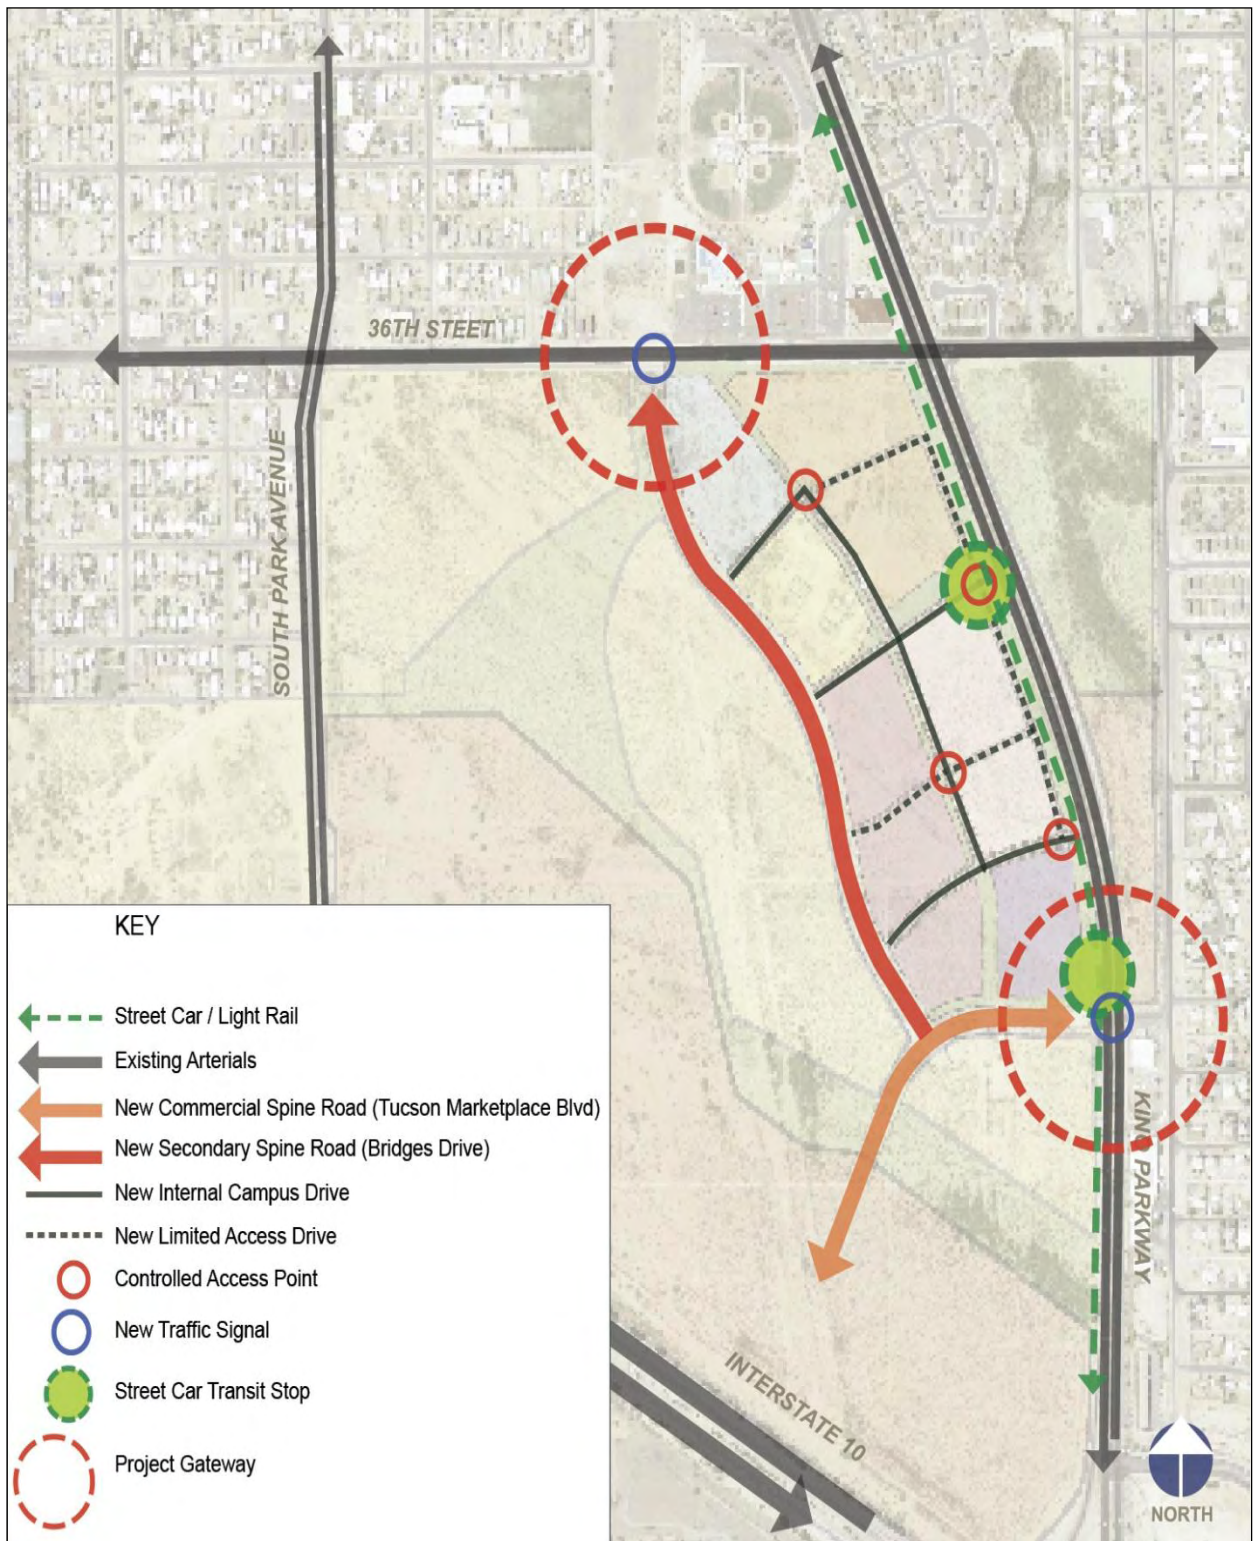 36TH STEET
SOUTH PARK AVENUE
KINO PARKWAY
INTERSTATE 10
NORTH
KEY
Street Car / Light Rail
Existing Arterials
New Commercial Spine Road (Tucson Marketplace Blvd)
New Secondary Spine Road (Bridges Drive)
New Internal Campus Drive
New Limited Access Drive
Controlled Access Point
New Traffic Signal
Street Car Transit Stop
Project Gateway